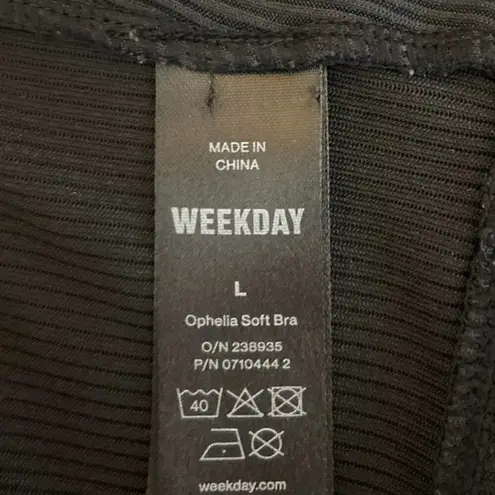 MADE IN
CHINA
WEEKDAY
L
Ophelia Soft Bra
O/N 238935
P/N 0710444 2
40
weekday.com